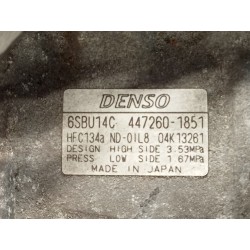 DENSO
6SBU14C 447260-1851
HFC134a ND-OIL8 04K13261
DESIGN HIGH SIDE 3.53MPa
PRESS LOW SIDE 1.67MPa
MADE IN JAPAN